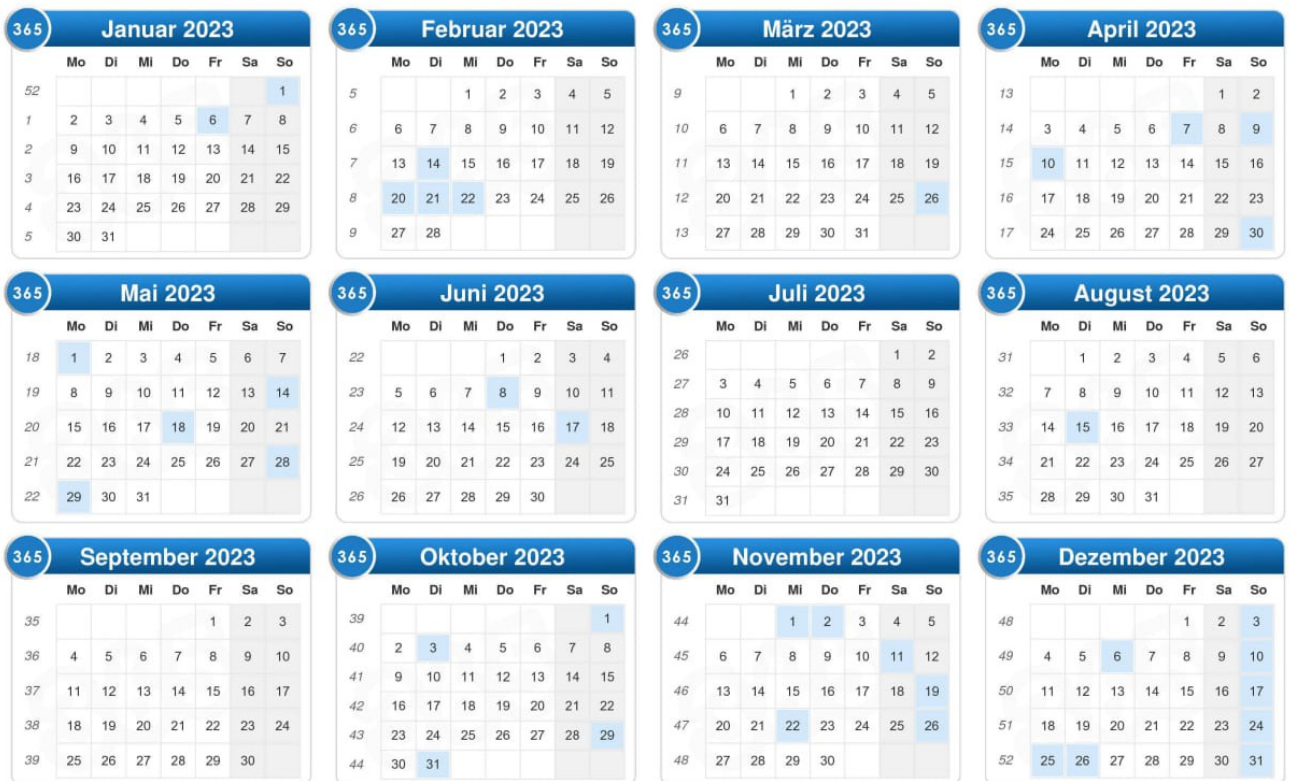 365 Januar 2023
Mo Di Mi Do Fr Sa So
52 1
1 2 3 4 5 6 7 8
2 9 10 11 12 13 14 15
3 16 17 18 19 20 21 22
4 23 24 25 26 27 28 29
5 30 31
365 Februar 2023
Mo Di Mi Do Fr Sa So
5 1 2 3 4 5
6 6 7 8 9 10 11 12
7 13 14 15 16 17 18 19
8 20 21 22 23 24 25 26
9 27 28
365 März 2023
Mo Di Mi Do Fr Sa So
9 1 2 3 4 5
10 6 7 8 9 10 11 12
11 13 14 15 16 17 18 19
12 20 21 22 23 24 25 26
13 27 28 29 30 31
365 April 2023
Mo Di Mi Do Fr Sa So
13 1 2
14 3 4 5 6 7 8 9
15 10 11 12 13 14 15 16
16 17 18 19 20 21 22 23
17 24 25 26 27 28 29 30
365 Mai 2023
Mo Di Mi Do Fr Sa So
18 1 2 3 4 5 6 7
19 8 9 10 11 12 13 14
20 15 16 17 18 19 20 21
21 22 23 24 25 26 27 28
22 29 30 31
365 Juni 2023
Mo Di Mi Do Fr Sa So
22 1 2 3 4
23 5 6 7 8 9 10 11
24 12 13 14 15 16 17 18
25 19 20 21 22 23 24 25
26 26 27 28 29 30
365 Juli 2023
Mo Di Mi Do Fr Sa So
26 1 2
27 3 4 5 6 7 8 9
28 10 11 12 13 14 15 16
29 17 18 19 20 21 22 23
30 24 25 26 27 28 29 30
31 31
365 August 2023
Mo Di Mi Do Fr Sa So
31 1 2 3 4 5 6
32 7 8 9 10 11 12 13
33 14 15 16 17 18 19 20
34 21 22 23 24 25 26 27
35 28 29 30 31
365 September 2023
Mo Di Mi Do Fr Sa So
35 1 2 3
36 4 5 6 7 8 9 10
37 11 12 13 14 15 16 17
38 18 19 20 21 22 23 24
39 25 26 27 28 29 30
365 Oktober 2023
Mo Di Mi Do Fr Sa So
39 1
40 2 3 4 5 6 7 8
41 9 10 11 12 13 14 15
42 16 17 18 19 20 21 22
43 23 24 25 26 27 28 29
44 30 31
365 November 2023
Mo Di Mi Do Fr Sa So
44 1 2 3 4 5
45 6 7 8 9 10 11 12
46 13 14 15 16 17 18 19
47 20 21 22 23 24 25 26
48 27 28 29 30
365 Dezember 2023
Mo Di Mi Do Fr Sa So
48 1 2 3
49 4 5 6 7 8 9 10
50 11 12 13 14 15 16 17
51 18 19 20 21 22 23 24
52 25 26 27 28 29 30 31